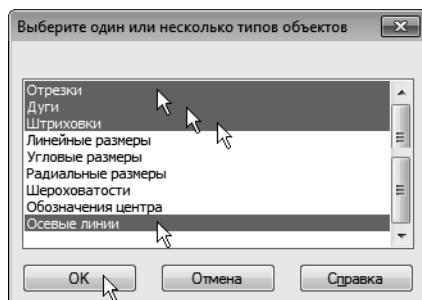 Выберите один или несколько типов объектов
Отрезки
Дуги
Штриховки
Линейные размеры
Угловые размеры
Радиальные размеры
Шероховатости
Обозначения центра
Осевые линии
OK
Отмена
Справка